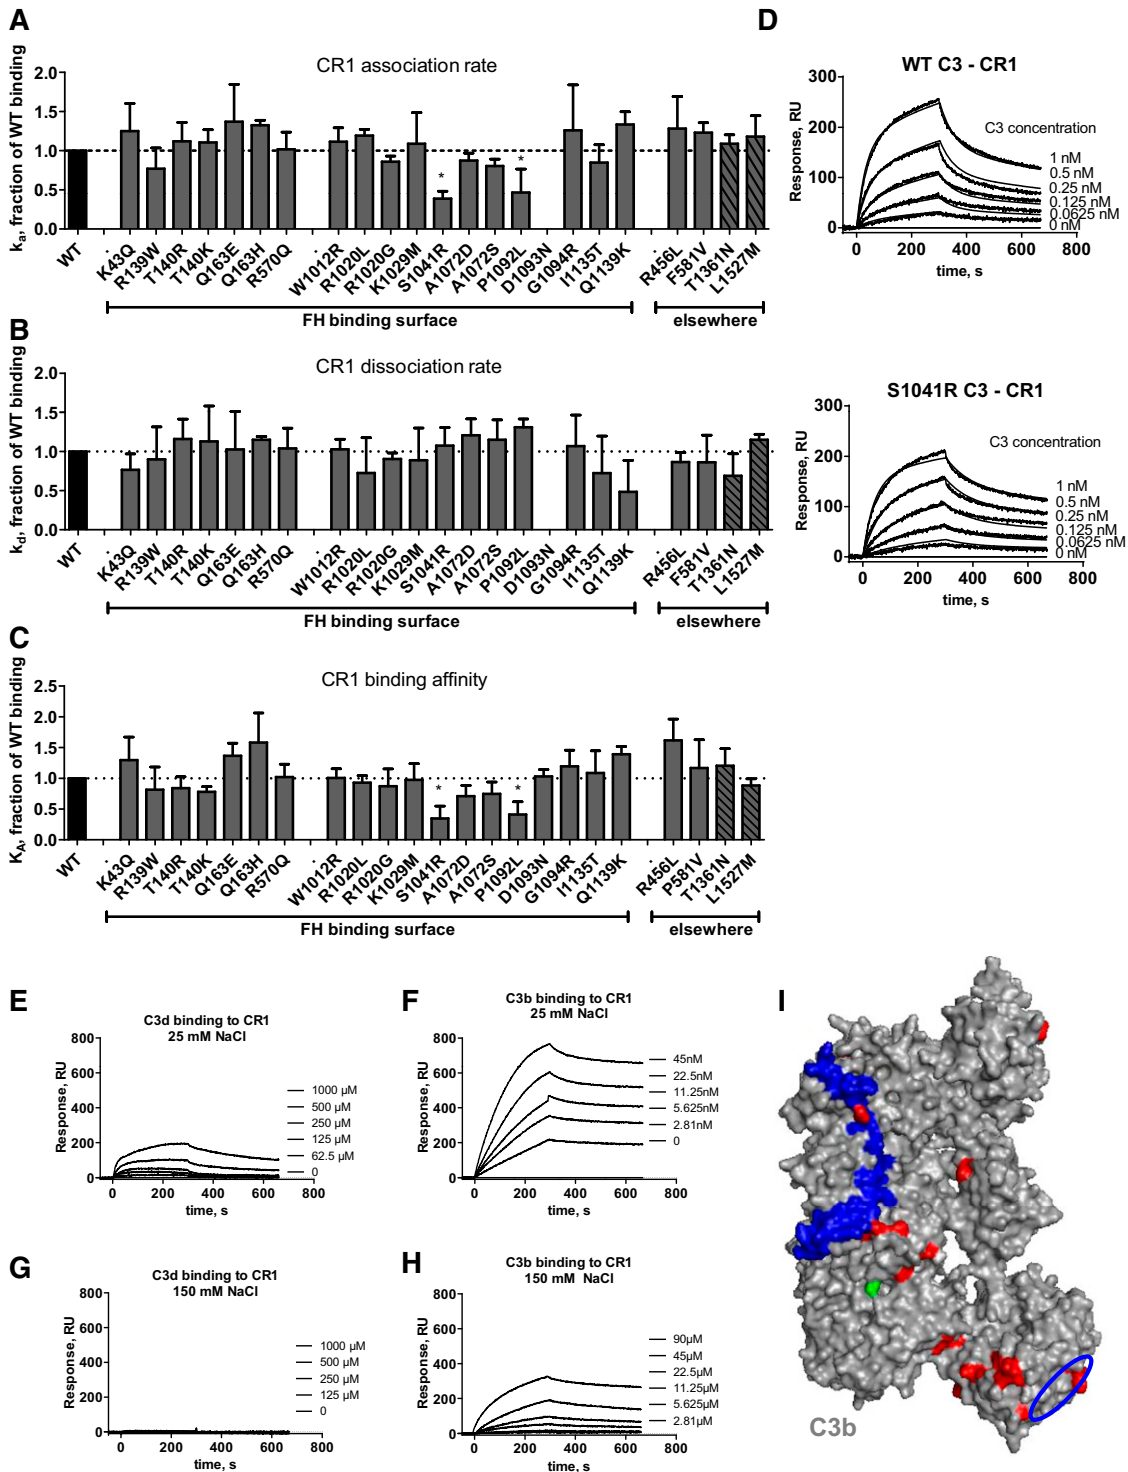 A
CR1 association rate
ka, fraction of WT binding
2.0
1.5
1.0
0.5
0.0
WT
K43Q
R139W
T140R
T140K
Q163E
Q163H
R570Q
W1012R
R1020L
R1020G
K1029M
S1041R
A1072D
A1072S
P1092L
D1093N
G1094R
I1135T
Q1139K
R456L
F581V
T1361N
L1527M
*
*
FH binding surface
elsewhere
B
CR1 dissociation rate
kd, fraction of WT binding
2.0
1.5
1.0
0.5
0.0
WT
K43Q
R139W
T140R
T140K
Q163E
Q163H
R570Q
W1012R
R1020L
R1020G
K1029M
S1041R
A1072D
A1072S
P1092L
D1093N
G1094R
I1135T
Q1139K
R456L
F581V
T1361N
L1527M
FH binding surface
elsewhere
C
CR1 binding affinity
KA, fraction of WT binding
2.5
2.0
1.5
1.0
0.5
0.0
WT
K43Q
R139W
T140R
T140K
Q163E
Q163H
R570Q
W1012R
R1020L
R1020G
K1029M
S1041R
A1072D
A1072S
P1092L
D1093N
G1094R
I1135T
Q1139K
R456L
P581V
T1361N
L1527M
*
*
FH binding surface
elsewhere
D
WT C3 - CR1
Response, RU
300
200
100
0
C3 concentration
1 nM
0.5 nM
0.25 nM
0.125 nM
0.0625 nM
0 nM
0 200 400 600 800
time, s
S1041R C3 - CR1
Response, RU
300
200
100
0
C3 concentration
1 nM
0.5 nM
0.25 nM
0.125 nM
0.0625 nM
0 nM
0 200 400 600 800
time, s
E
C3d binding to CR1
25 mM NaCl
Response, RU
800
600
400
200
0
1000 µM
500 µM
250 µM
125 µM
62.5 µM
0
0 200 400 600 800
time, s
F
C3b binding to CR1
25 mM NaCl
Response, RU
800
600
400
200
0
45nM
22.5nM
11.25nM
5.625nM
2.81nM
0
0 200 400 600 800
time, s
G
C3d binding to CR1
150 mM NaCl
Response, RU
800
600
400
200
0
1000 µM
500 µM
250 µM
125 µM
0
0 200 400 600 800
time, s
H
C3b binding to CR1
150 mM NaCl
Response, RU
800
600
400
200
0
90µM
45µM
22.5µM
11.25µM
5.625µM
2.81µM
0 200 400 600 800
time, s
I
C3b